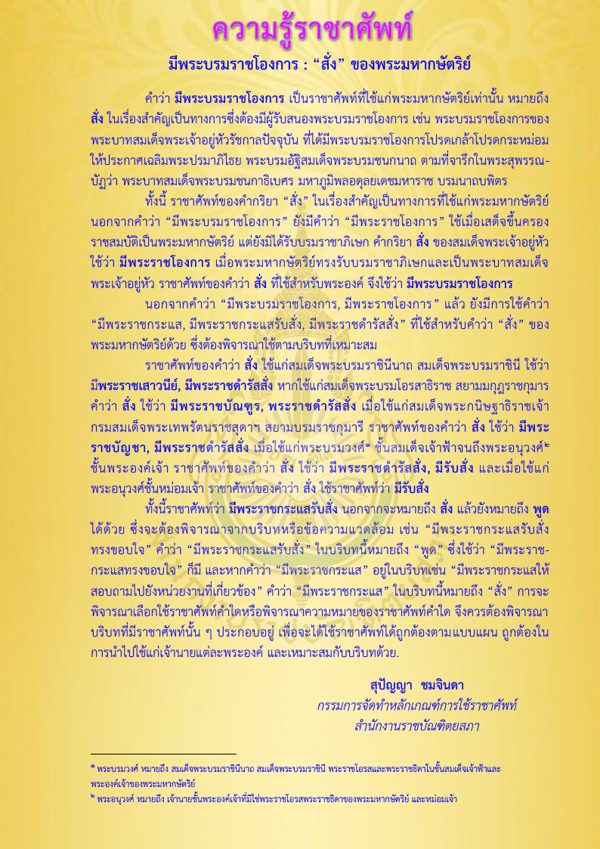 ความรู้ราชาศัพท์
มีพระบรมราชโองการ : “สั่ง” ของพระมหากษัตริย์
คำว่า มีพระบรมราชโองการ เป็นราชาศัพท์ที่ใช้แก่พระมหากษัตริย์เท่านั้น หมายถึง
สั่ง ในเรื่องสำคัญเป็นทางการซึ่งต้องมีผู้รับสนองพระบรมราชโองการ เช่น พระบรมราชโองการของ
พระบาทสมเด็จพระเจ้าอยู่หัวรัชกาลปัจจุบัน ที่ได้มีพระบรมราชโองการโปรดเกล้าโปรดกระหม่อม
ให้ประกาศเฉลิมพระปรมาภิไธย พระบรมอัฐิสมเด็จพระบรมชนกนาถ ตามที่จารึกในพระสุพรรณ-
บัฏว่า พระบาทสมเด็จพระบรมชนกาธิเบศร มหาภูมิพลอดุลยเดชมหาราช บรมนาถบพิตร
ทั้งนี้ ราชาศัพท์ของคำกริยา “สั่ง” ในเรื่องสำคัญเป็นทางการที่ใช้แก่พระมหากษัตริย์
นอกจากคำว่า “มีพระบรมราชโองการ” ยังมีคำว่า “มีพระราชโองการ” ใช้เมื่อเสด็จขึ้นครอง
ราชสมบัติเป็นพระมหากษัตริย์ แต่ยังมิได้รับบรมราชาภิเษก คำกริยา สั่ง ของสมเด็จพระเจ้าอยู่หัว
ใช้ว่า มีพระราชโองการ เมื่อพระมหากษัตริย์ทรงรับบรมราชาภิเษกและเป็นพระบาทสมเด็จ
พระเจ้าอยู่หัว ราชาศัพท์ของคำว่า สั่ง ที่ใช้สำหรับพระองค์ จึงใช้ว่า มีพระบรมราชโองการ
นอกจากคำว่า “มีพระบรมราชโองการ, มีพระราชโองการ” แล้ว ยังมีการใช้คำว่า
“มีพระราชกระแส, มีพระราชกระแสรับสั่ง, มีพระราชดำรัสสั่ง” ที่ใช้สำหรับคำว่า “สั่ง” ของ
พระมหากษัตริย์ด้วย ซึ่งต้องพิจารณาใช้ตามบริบทที่เหมาะสม
ราชาศัพท์ของคำว่า สั่ง ใช้แก่สมเด็จพระบรมราชินีนาถ สมเด็จพระบรมราชินี ใช้ว่า
มีพระราชเสาวนีย์, มีพระราชดำรัสสั่ง หากใช้แก่สมเด็จพระบรมโอรสาธิราช สยามมกุฎราชกุมาร
คำว่า สั่ง ใช้ว่า มีพระราชบัณฑูร, พระราชดำรัสสั่ง เมื่อใช้แก่สมเด็จพระกนิษฐาธิราชเจ้า
กรมสมเด็จพระเทพรัตนราชสุดาฯ สยามบรมราชกุมารี ราชาศัพท์ของคำว่า สั่ง ใช้ว่า มีพระ
ราชบัญชา, มีพระราชดำรัสสั่ง เมื่อใช้แก่พระบรมวงศ์๑ ชั้นสมเด็จเจ้าฟ้าจนถึงพระอนุวงศ์๒
ชั้นพระองค์เจ้า ราชาศัพท์ของคำว่า สั่ง ใช้ว่า มีพระดำรัสสั่ง, มีรับสั่ง และเมื่อใช้แก่
พระอนุวงศ์ชั้นหม่อมเจ้า ราชาศัพท์ของคำว่า สั่ง ใช้ราชาศัพท์ว่า มีรับสั่ง
ทั้งนี้ราชาศัพท์ว่า มีพระราชกระแสรับสั่ง นอกจากจะหมายถึง สั่ง แล้วยังหมายถึง พูด
ได้ด้วย ซึ่งจะต้องพิจารณาจากบริบทหรือข้อความแวดล้อม เช่น “มีพระราชกระแสรับสั่ง
ทรงขอบใจ” คำว่า “มีพระราชกระแสรับสั่ง” ในบริบทนี้หมายถึง “พูด” ซึ่งใช้ว่า “มีพระราช-
กระแสทรงขอบใจ” ก็มี และหากคำว่า “มีพระราชกระแส” อยู่ในบริบทเช่น “มีพระราชกระแสให้
สอบถามไปยังหน่วยงานที่เกี่ยวข้อง” คำว่า “มีพระราชกระแส” ในบริบทนี้หมายถึง “สั่ง” การจะ
พิจารณาเลือกใช้ราชาศัพท์คำใดหรือพิจารณาความหมายของราชาศัพท์คำใด จึงควรต้องพิจารณา
บริบทที่มีราชาศัพท์นั้น ๆ ประกอบอยู่ เพื่อจะได้ใช้ราชาศัพท์ได้ถูกต้องตามแบบแผน ถูกต้องใน
การนำไปใช้แก่เจ้านายแต่ละพระองค์ และเหมาะสมกับบริบทด้วย.
สุปัญญา ชมจินดา
กรรมการจัดทำหลักเกณฑ์การใช้ราชาศัพท์
สำนักงานราชบัณฑิตยสภา
๑ พระบรมวงศ์ หมายถึง สมเด็จพระบรมราชินีนาถ สมเด็จพระบรมราชินี พระราชโอรสและพระราชธิดาในชั้นสมเด็จเจ้าฟ้าและ
พระองค์เจ้าของพระมหากษัตริย์
๒ พระอนุวงศ์ หมายถึง เจ้านายชั้นพระองค์เจ้าที่มิใช่พระราชโอรสพระราชธิดาของพระมหากษัตริย์ และหม่อมเจ้า